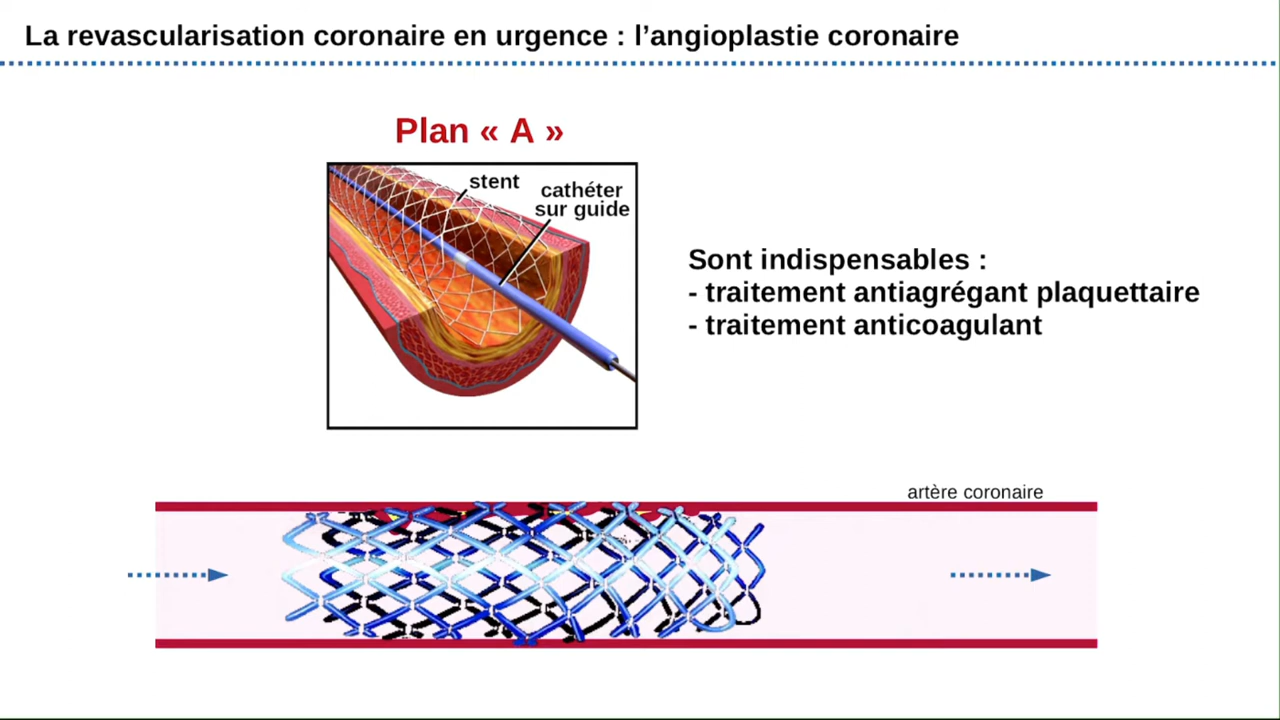 La revascularisation coronaire en urgence : l’angioplastie coronaire
Plan « A »
stent
cathéter
sur guide
Sont indispensables :
- traitement antiagrégant plaquettaire
- traitement anticoagulant
artère coronaire